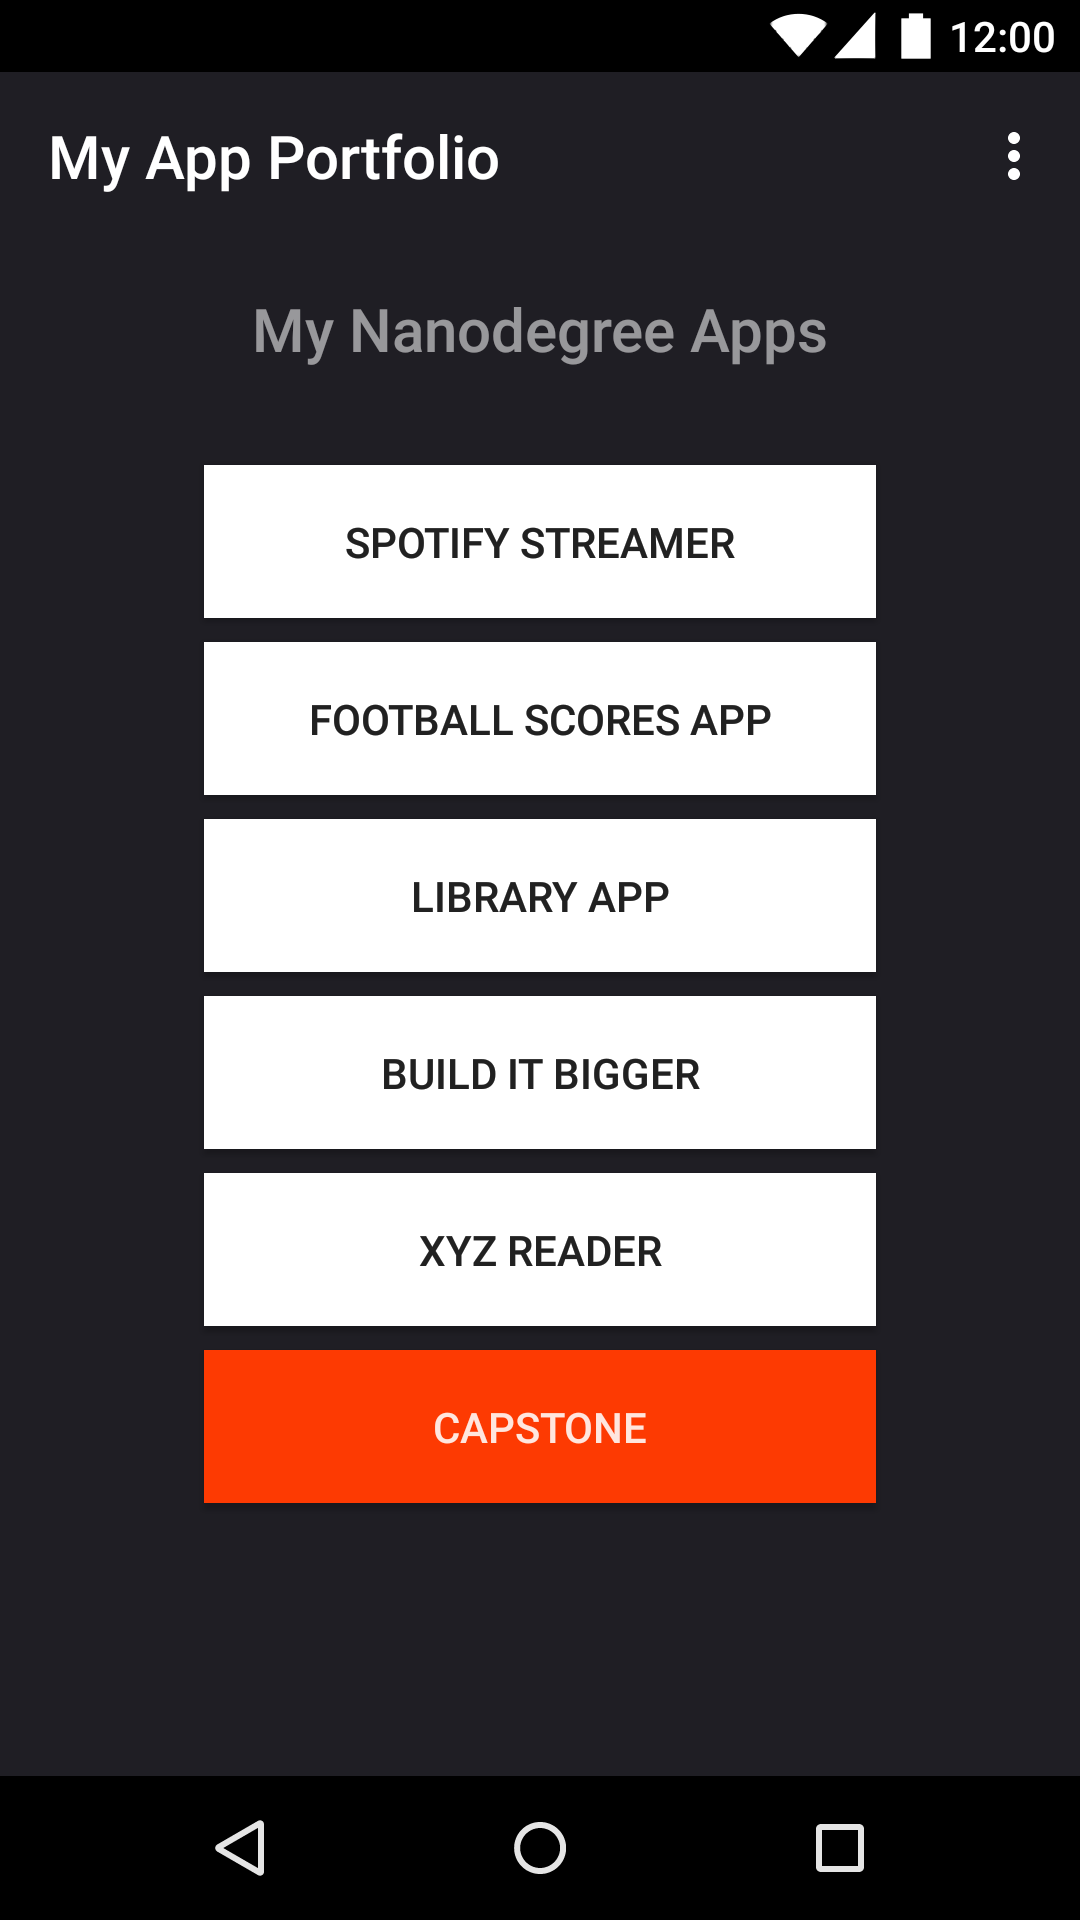 12:00
My App Portfolio
My Nanodegree Apps
SPOTIFY STREAMER
FOOTBALL SCORES APP
LIBRARY APP
BUILD IT BIGGER
XYZ READER
CAPSTONE